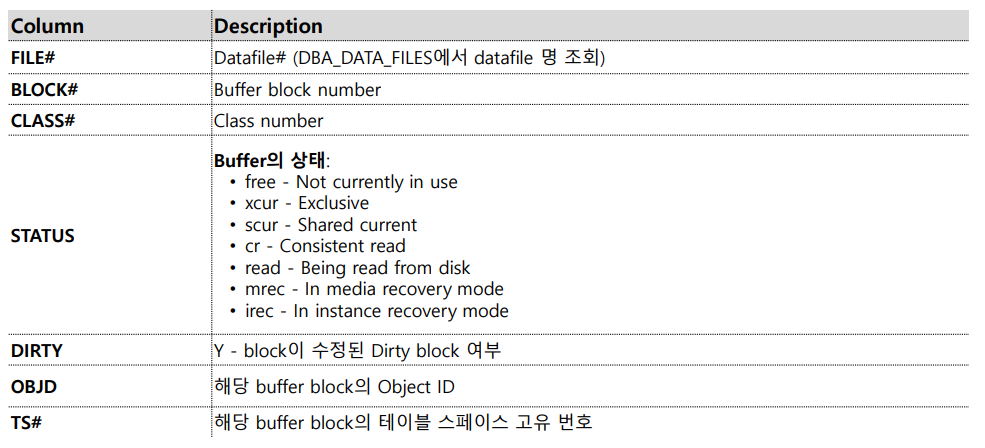 Column Description
FILE# Datafile# (DBA_DATA_FILES에서 datafile 명 조회)
BLOCK# Buffer block number
CLASS# Class number
STATUS Buffer의 상태:
• free - Not currently in use
• xcur - Exclusive
• scur - Shared current
• cr - Consistent read
• read - Being read from disk
• mrec - In media recovery mode
• irec - In instance recovery mode
DIRTY Y - block이 수정된 Dirty block 여부
OBJD 해당 buffer block의 Object ID
TS# 해당 buffer block의 테이블 스페이스 고유 번호